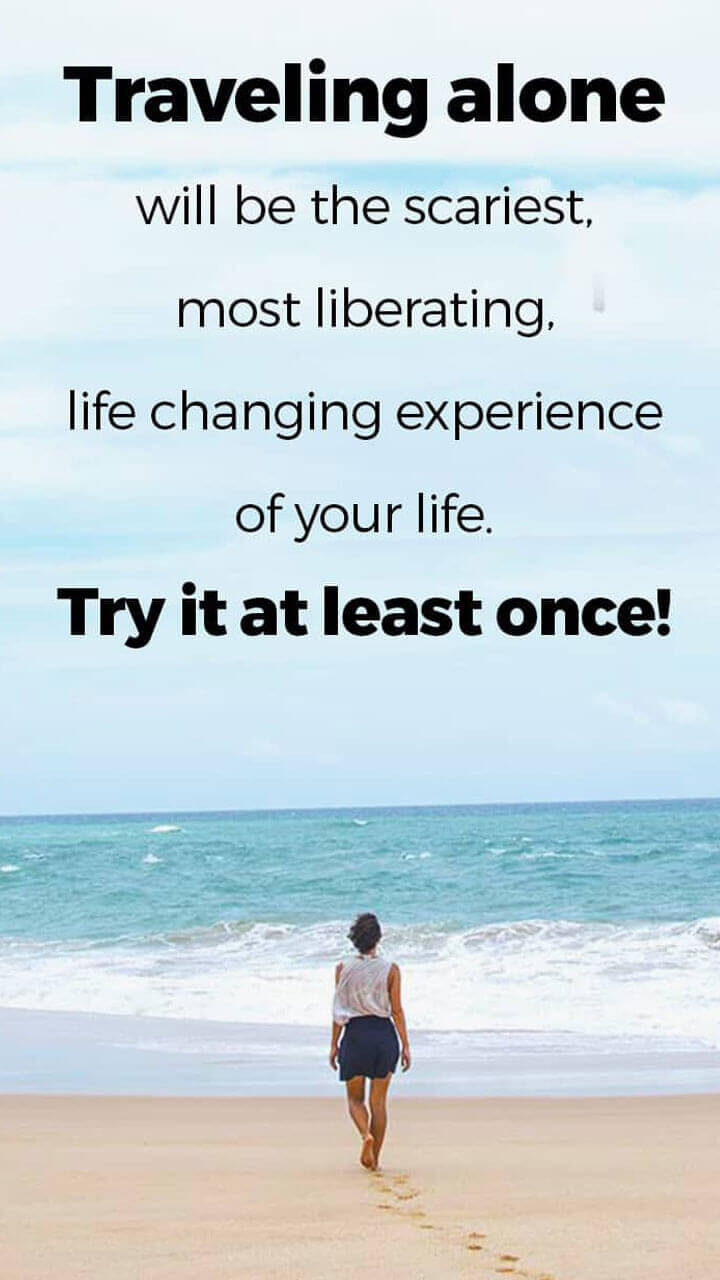 Traveling alone
will be the scariest,
most liberating,
life changing experience
of your life.
Try it at least once!